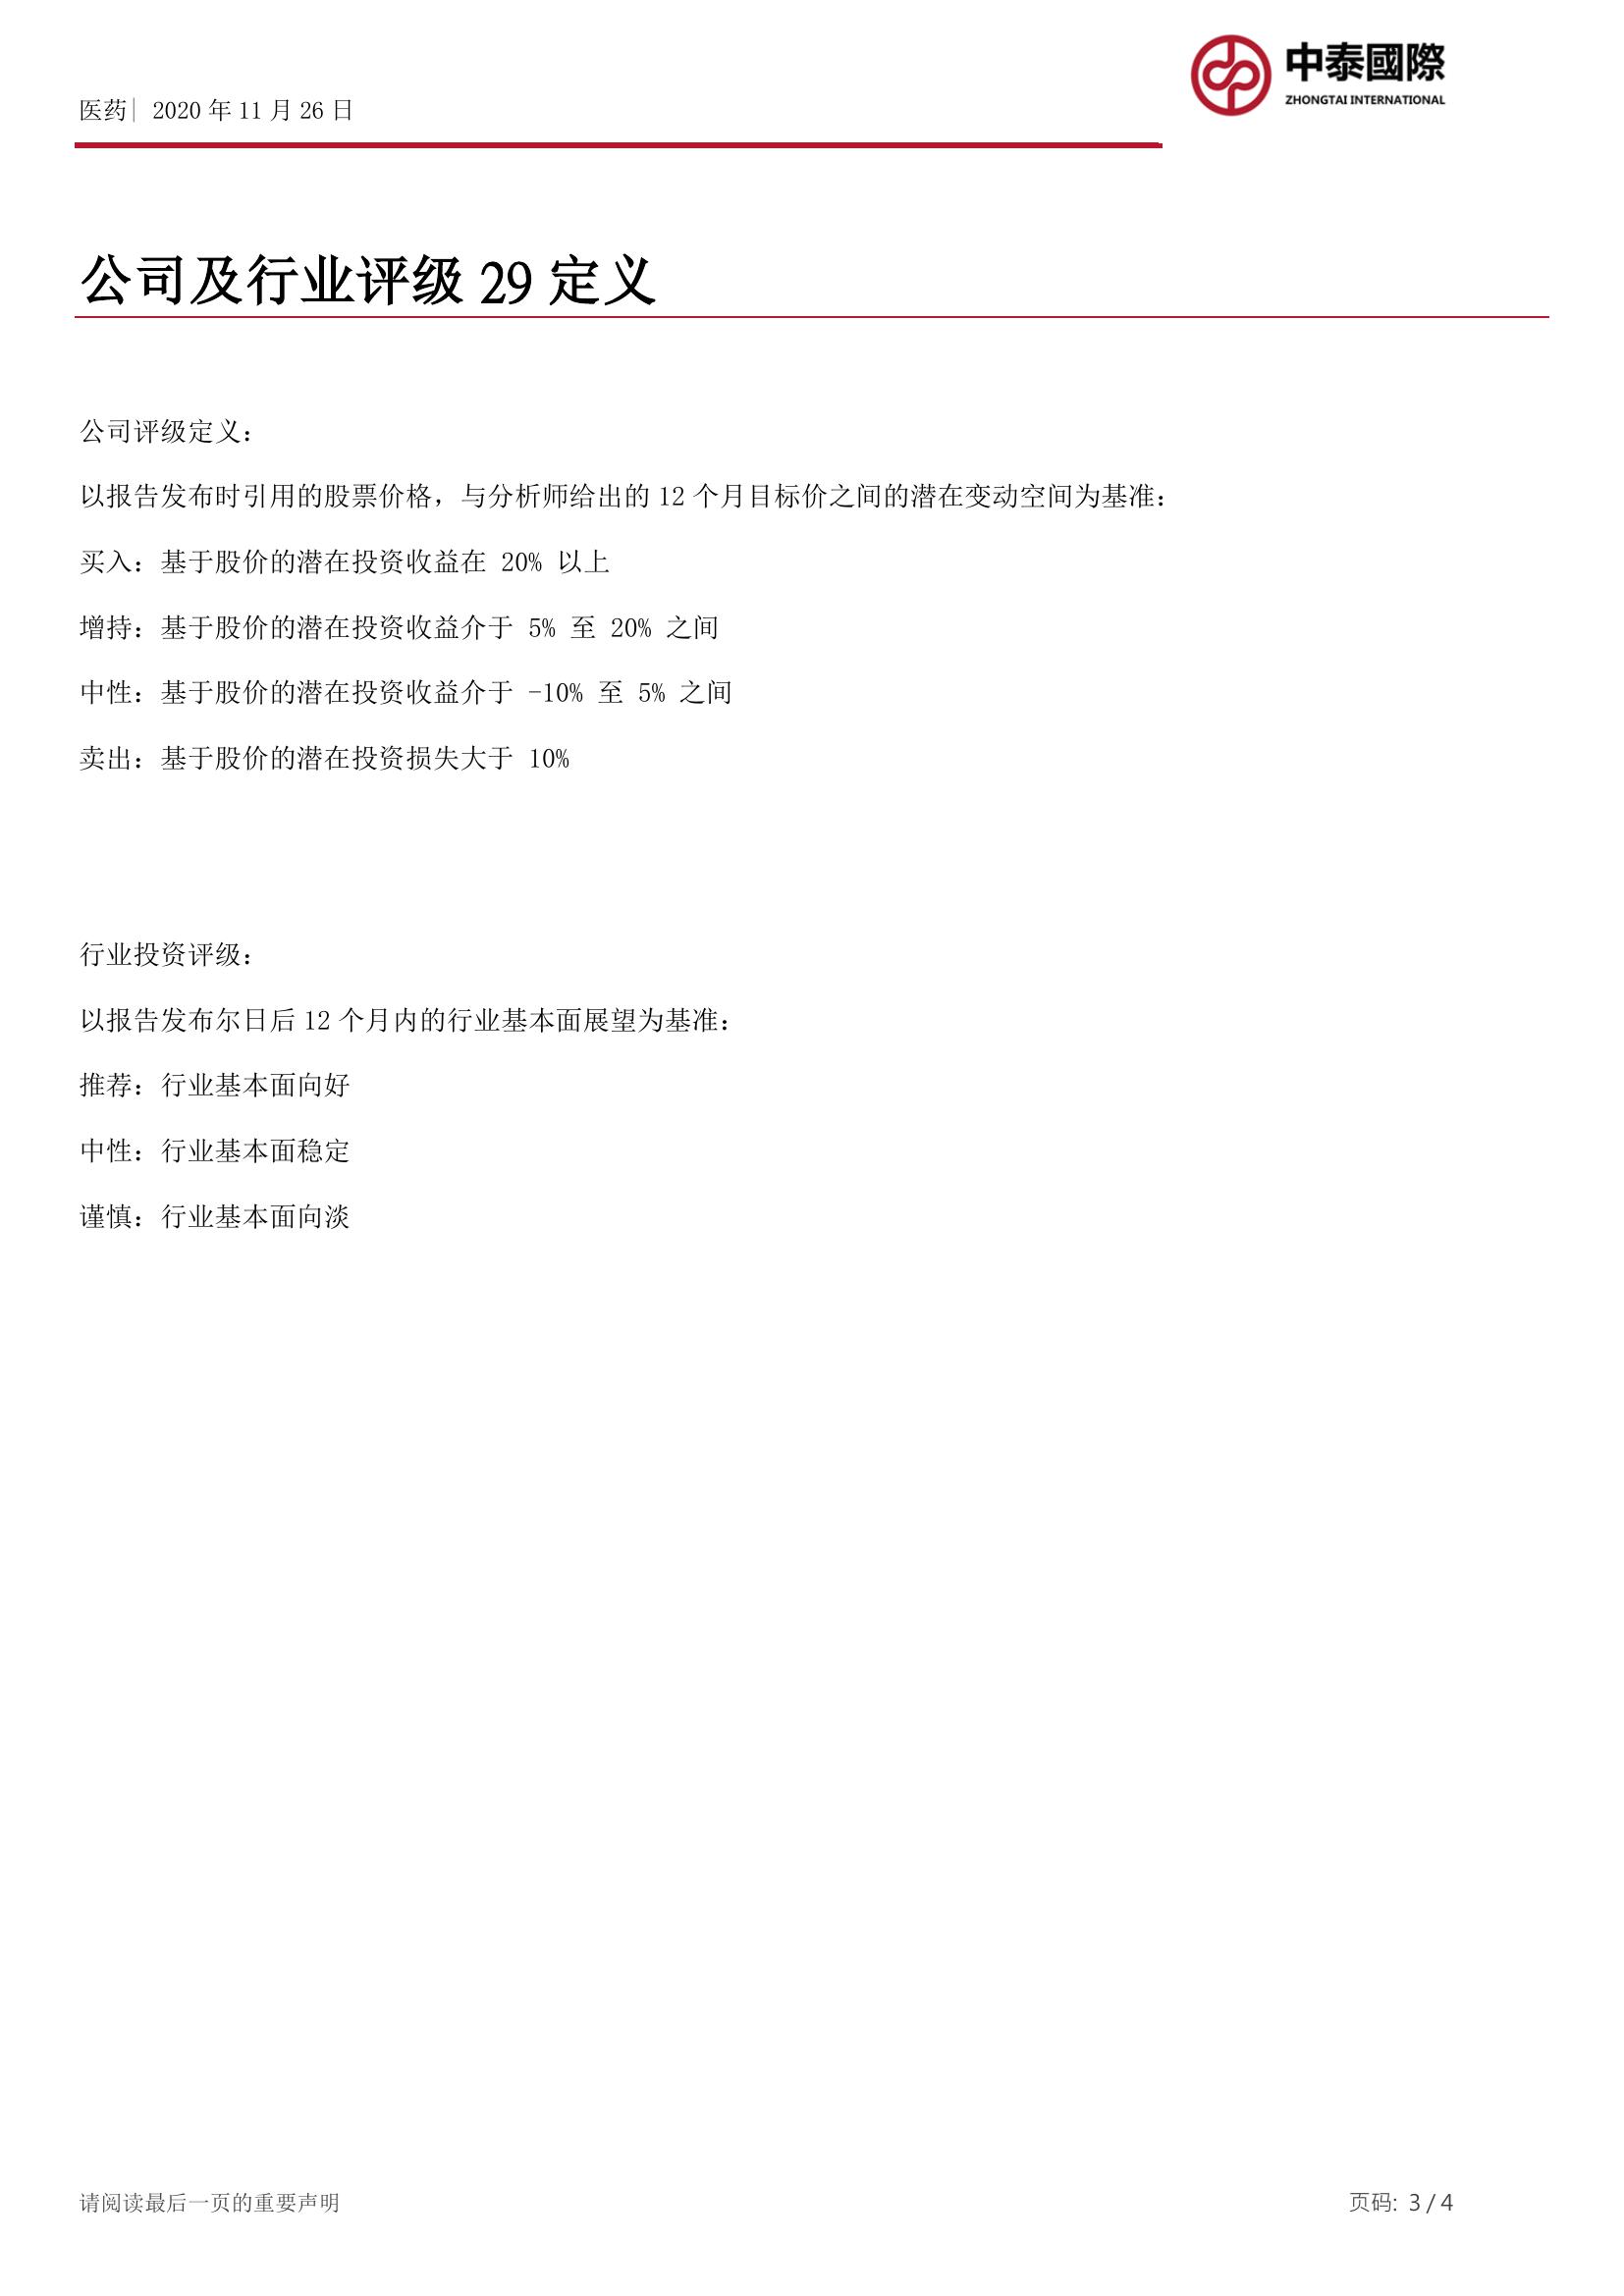 中泰國際
ZHONGTAI INTERNATIONAL
医药| 2020 年 11 月 26 日
公司及行业评级 29 定义
公司评级定义：
以报告发布时引用的股票价格，与分析师给出的 12 个月目标价之间的潜在变动空间为基准：
买入：基于股价的潜在投资收益在 20% 以上
增持：基于股价的潜在投资收益介于 5% 至 20% 之间
中性：基于股价的潜在投资收益介于 -10% 至 5% 之间
卖出：基于股价的潜在投资损失大于 10%
行业投资评级：
以报告发布尔日后 12 个月内的行业基本面展望为基准：
推荐：行业基本面向好
中性：行业基本面稳定
谨慎：行业基本面向淡
请阅读最后一页的重要声明
页码: 3 / 4